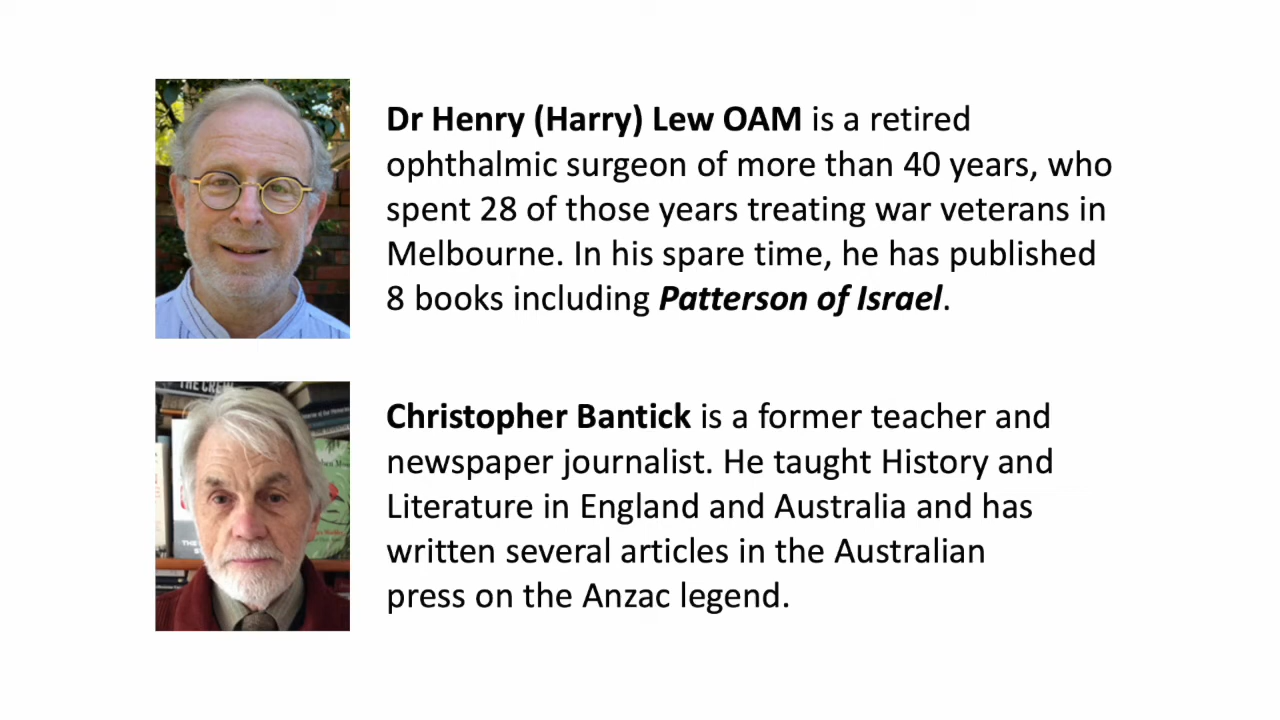 Dr Henry (Harry) Lew OAM is a retired
ophthalmic surgeon of more than 40 years, who
spent 28 of those years treating war veterans in
Melbourne. In his spare time, he has published
8 books including Patterson of Israel.
THE CREW
Christopher Bantick is a former teacher and
newspaper journalist. He taught History and
Literature in England and Australia and has
written several articles in the Australian
press on the Anzac legend.